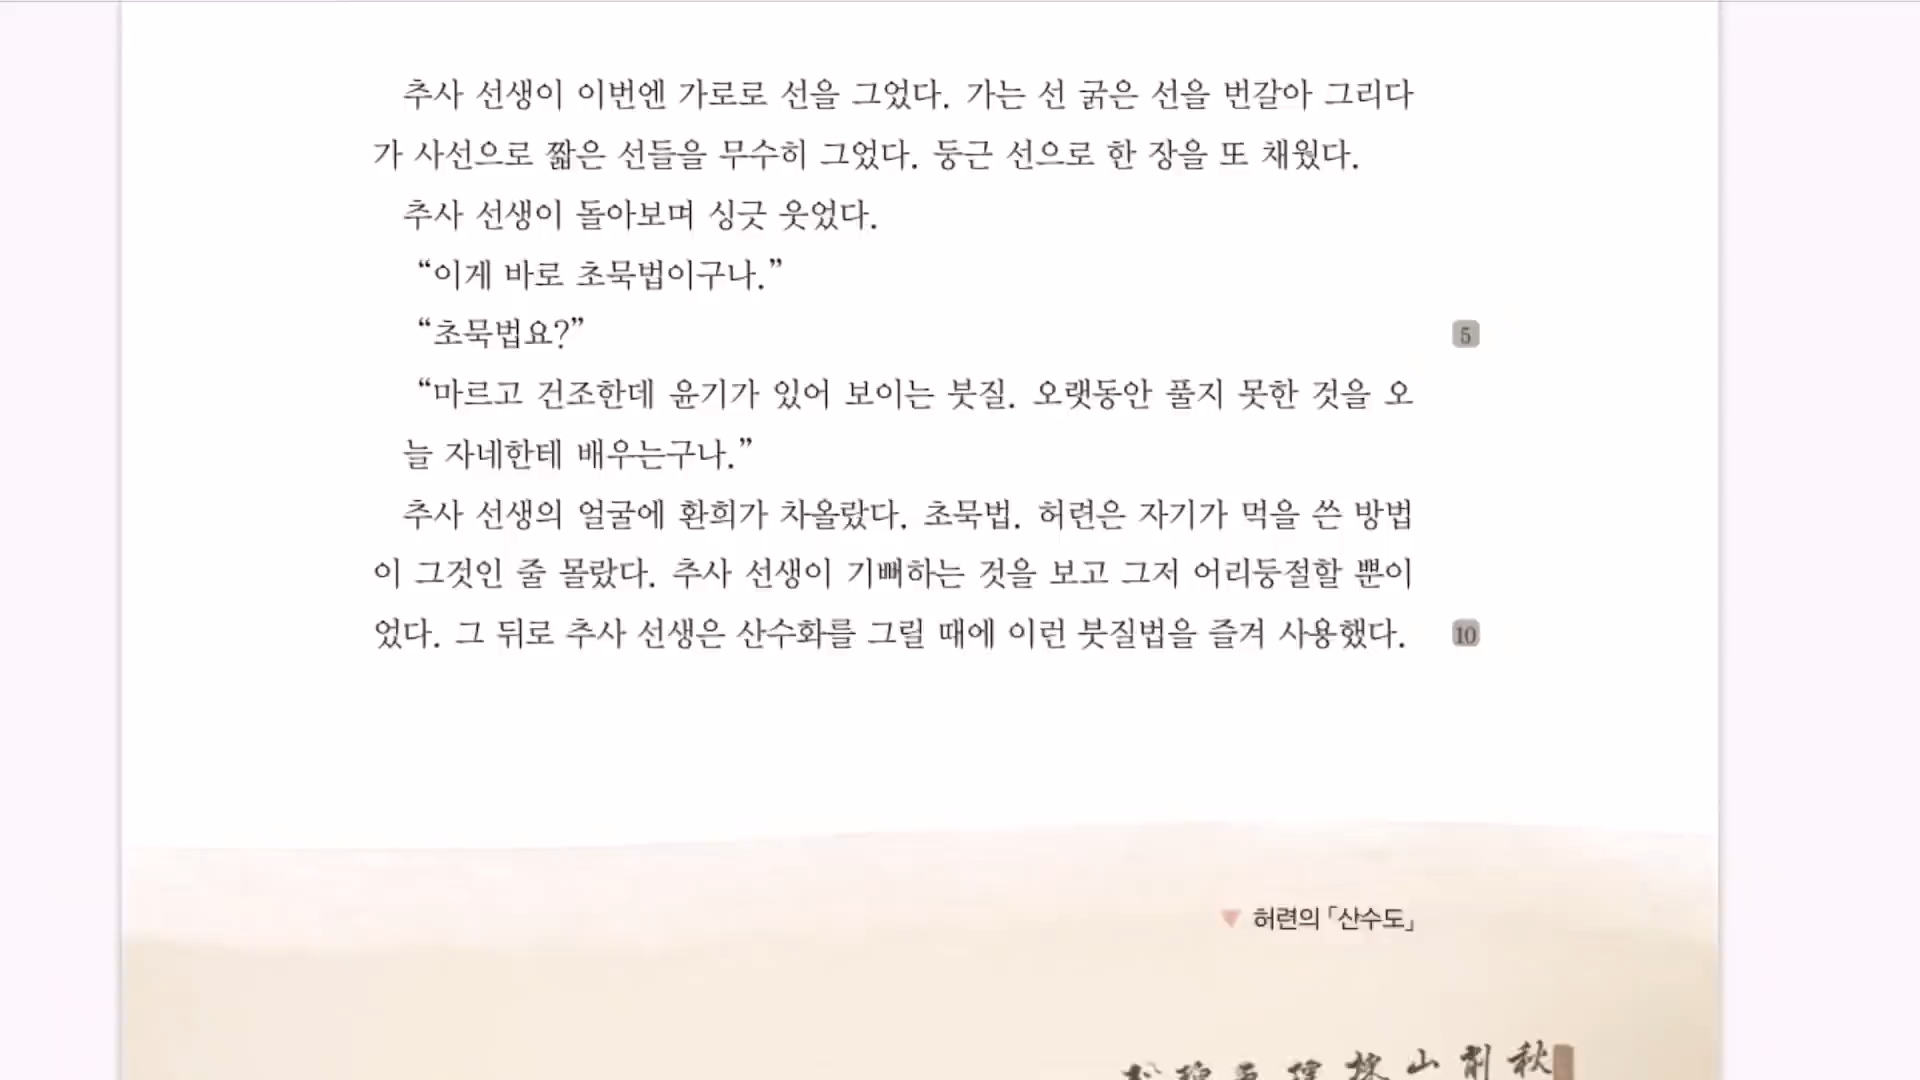 추사 선생이 이번엔 가로로 선을 그었다. 가는 선 굵은 선을 번갈아 그리다
가 사선으로 짧은 선들을 무수히 그었다. 둥근 선으로 한 장을 또 채웠다.
추사 선생이 돌아보며 싱긋 웃었다.
“이게 바로 초묵법이구나.”
“초묵법요?”
5
“마르고 건조한데 윤기가 있어 보이는 붓질. 오랫동안 풀지 못한 것을 오
늘 자네한테 배우는구나.”
추사 선생의 얼굴에 환희가 차올랐다. 초묵법. 허련은 자기가 먹을 쓴 방법
이 그것인 줄 몰랐다. 추사 선생이 기뻐하는 것을 보고 그저 어리둥절할 뿐이
었다. 그 뒤로 추사 선생은 산수화를 그릴 때에 이런 붓질법을 즐겨 사용했다.
10
▼ 허련의 「산수도」
山前秋